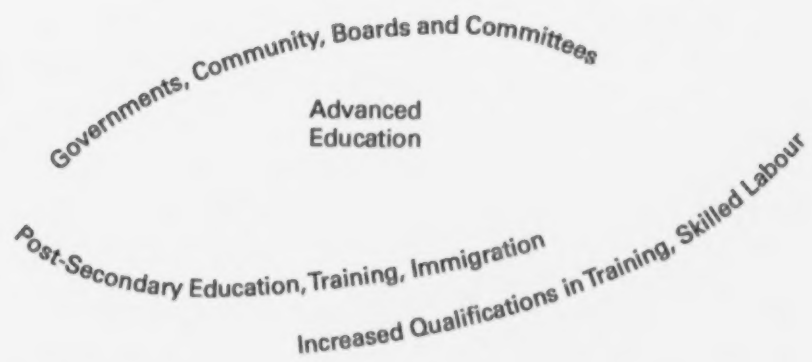 Governments, Community, Boards and Committees
Advanced
Education
Post-Secondary Education, Training, Immigration
Increased Qualifications in Training, Skilled Labour